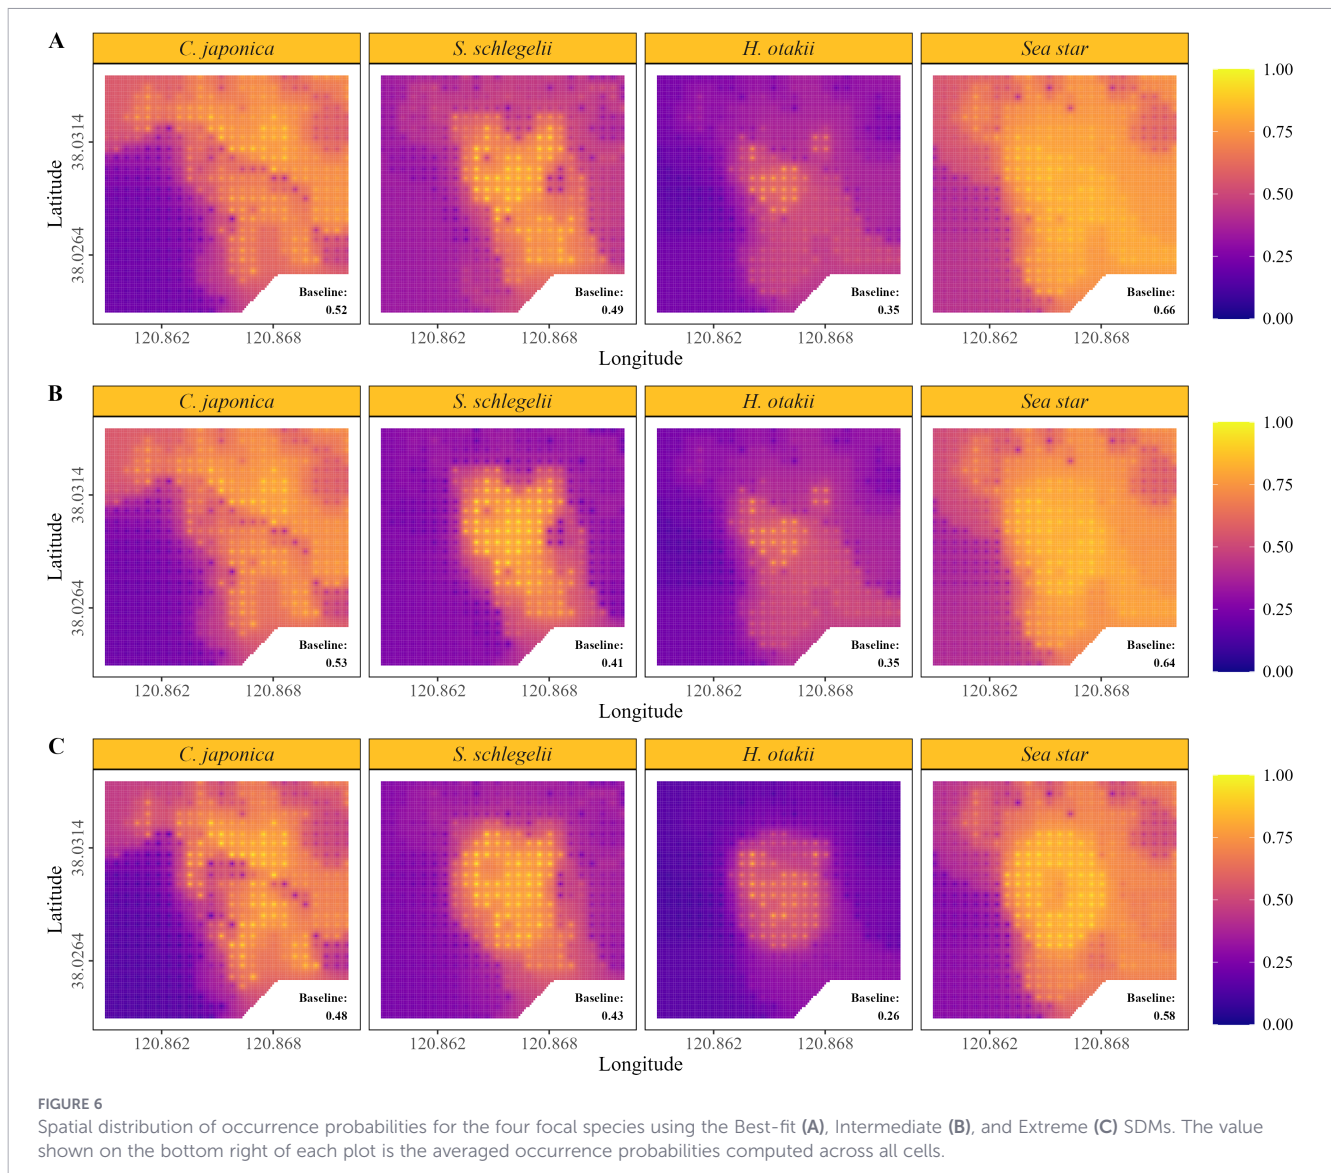 A
C. japonica
S. schlegelii
H. otakii
Sea star
Latitude
38.0314
38.0264
Baseline:
0.52
Baseline:
0.49
Baseline:
0.35
Baseline:
0.66
120.862
120.868
120.862
120.868
120.862
120.868
120.862
120.868
Longitude
1.00
0.75
0.50
0.25
0.00
B
C. japonica
S. schlegelii
H. otakii
Sea star
Latitude
38.0314
38.0264
Baseline:
0.53
Baseline:
0.41
Baseline:
0.35
Baseline:
0.64
120.862
120.868
120.862
120.868
120.862
120.868
120.862
120.868
Longitude
1.00
0.75
0.50
0.25
0.00
C
C. japonica
S. schlegelii
H. otakii
Sea star
Latitude
38.0314
38.0264
Baseline:
0.48
Baseline:
0.43
Baseline:
0.26
Baseline:
0.58
120.862
120.868
120.862
120.868
120.862
120.868
120.862
120.868
Longitude
1.00
0.75
0.50
0.25
0.00
FIGURE 6
Spatial distribution of occurrence probabilities for the four focal species using the Best-fit (A), Intermediate (B), and Extreme (C) SDMs. The value
shown on the bottom right of each plot is the averaged occurrence probabilities computed across all cells.